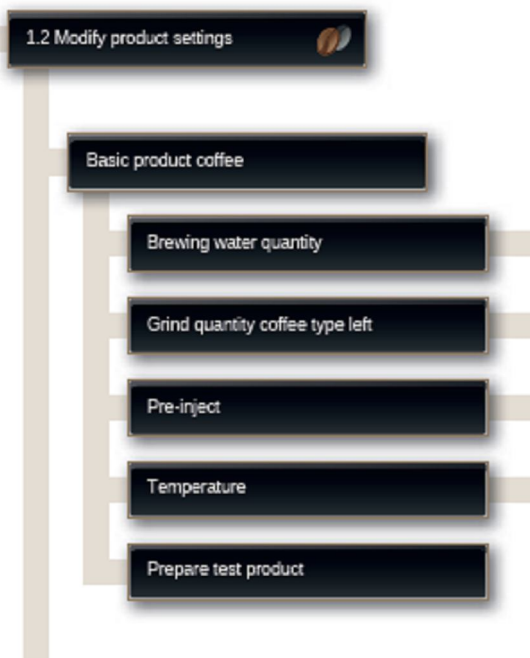 1.2 Modify product settings
Basic product coffee
Brewing water quantity
Grind quantity coffee type left
Pre-inject
Temperature
Prepare test product